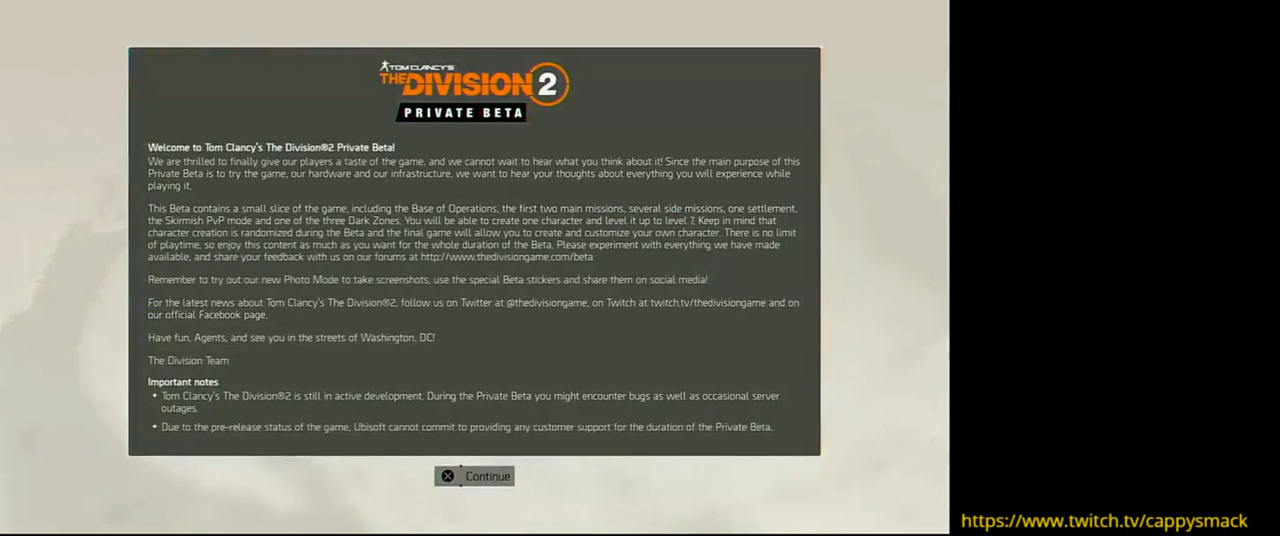 TOM CLANCY'S
THE DIVISION 2
PRIVATE BETA
Welcome to Tom Clancy's The Division®2 Private Beta!
We are thrilled to finally give our players a taste of the game, and we cannot wait to hear what you think about it! Since the main purpose of this
Private Beta is to try the game, our hardware and our infrastructure, we want to hear your thoughts about everything you will experience while
playing it.
This Beta contains a small slice of the game, including the Base of Operations, the first two main missions, several side missions, one settlement,
the Skirmish PvP mode and one of the three Dark Zones. You will be able to create one character and level it up to level 7. Keep in mind that
character creation is randomized during the Beta and the final game will allow you to create and customize your own character. There is no limit
of playtime, so enjoy this content as much as you want for the whole duration of the Beta. Please experiment with everything we have made
available, and share your feedback with us on our forums at http://www.thedivisiongame.com/beta
Remember to try out our new Photo Mode to take screenshots, use the special Beta stickers and share them on social media!
For the latest news about Tom Clancy's The Division®2, follow us on Twitter at @thedivisiongame, on Twitch at twitch.tv/thedivisiongame and on
our official Facebook page.
Have fun, Agents, and see you in the streets of Washington, DC!
The Division Team
Important notes
• Tom Clancy's The Division®2 is still in active development. During the Private Beta you might encounter bugs as well as occasional server
outages.
• Due to the pre-release status of the game, Ubisoft cannot commit to providing any customer support for the duration of the Private Beta.
Continue
https://www.twitch.tv/cappysmack